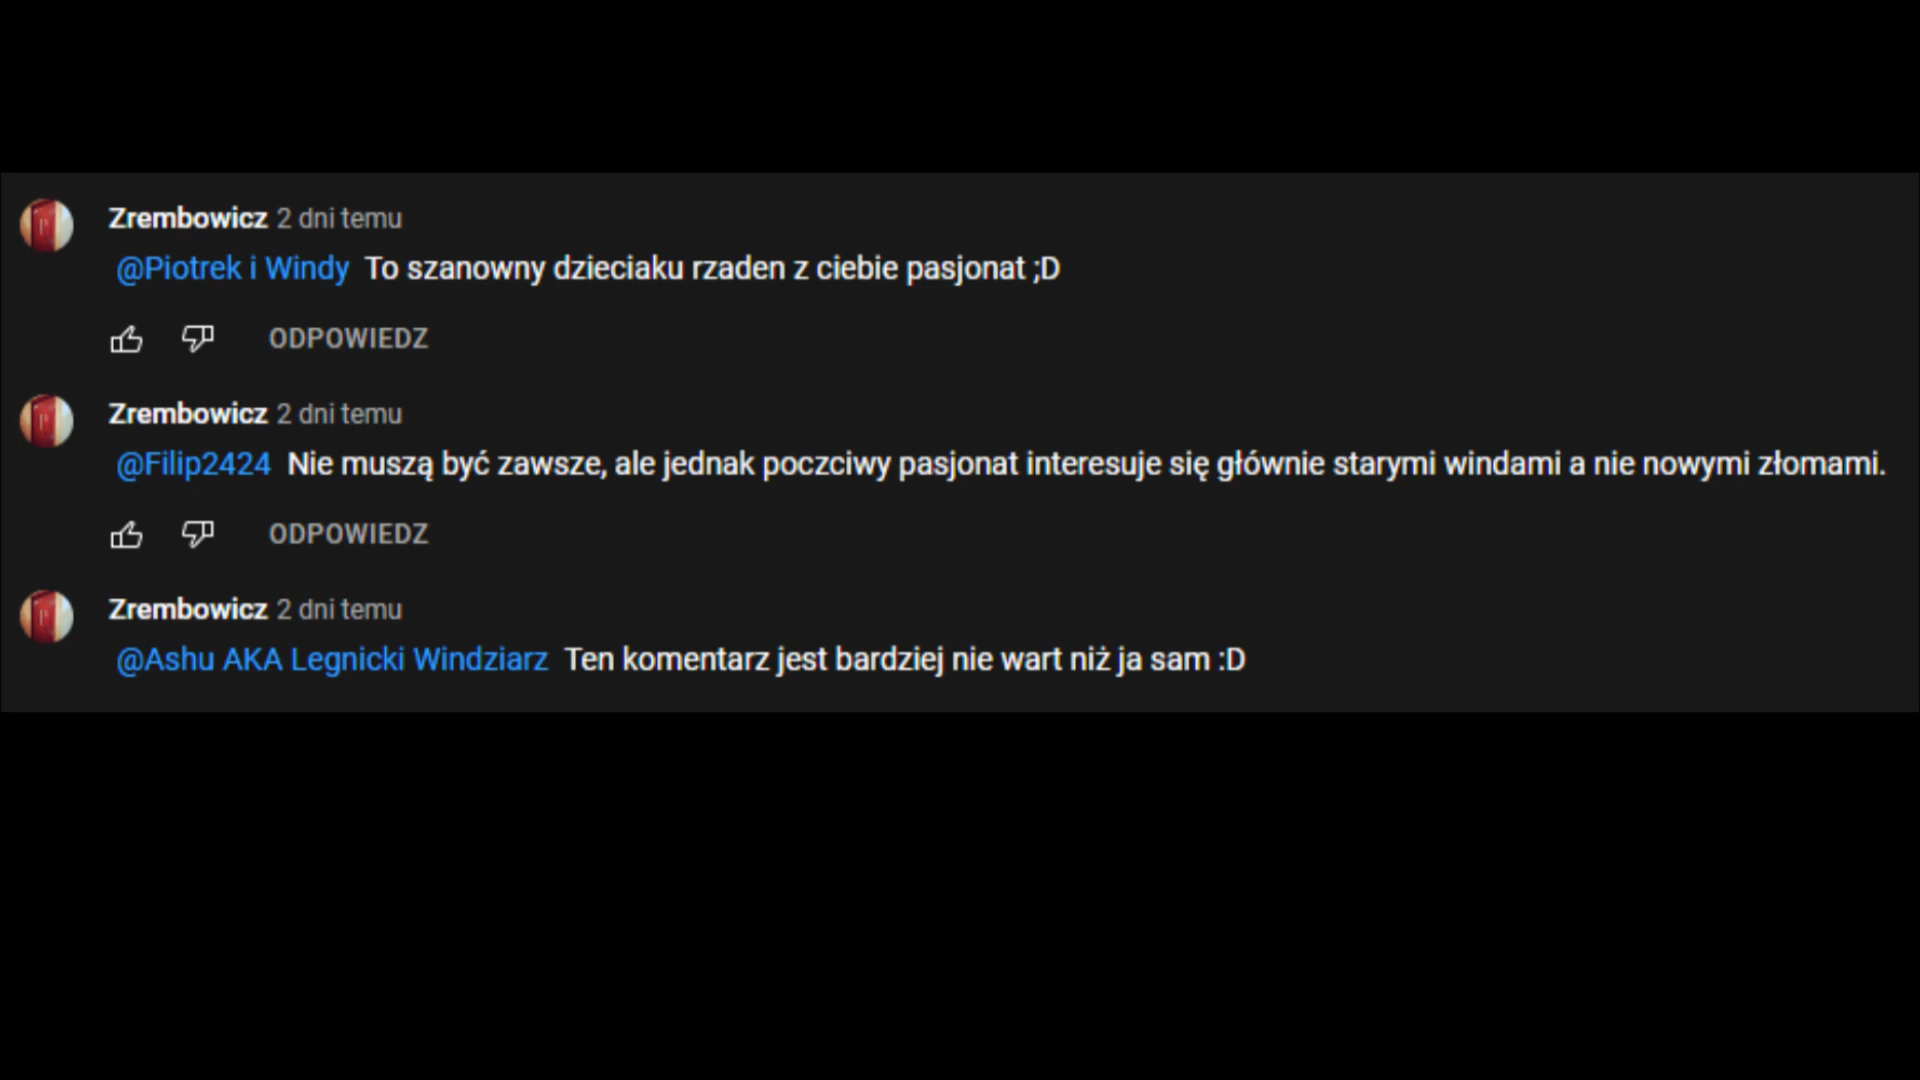 Zrembowicz 2 dni temu
@Piotrek i Windy To szanowny dzieciaku rzaden z ciebie pasjonat ;D
ODPOWIEDZ
Zrembowicz 2 dni temu
@Filip2424 Nie muszą być zawsze, ale jednak poczciwy pasjonat interesuje się głównie starymi windami a nie nowymi złomami.
ODPOWIEDZ
Zrembowicz 2 dni temu
@Ashu AKA Legnicki Windziarz Ten komentarz jest bardziej nie wart niż ja sam :D